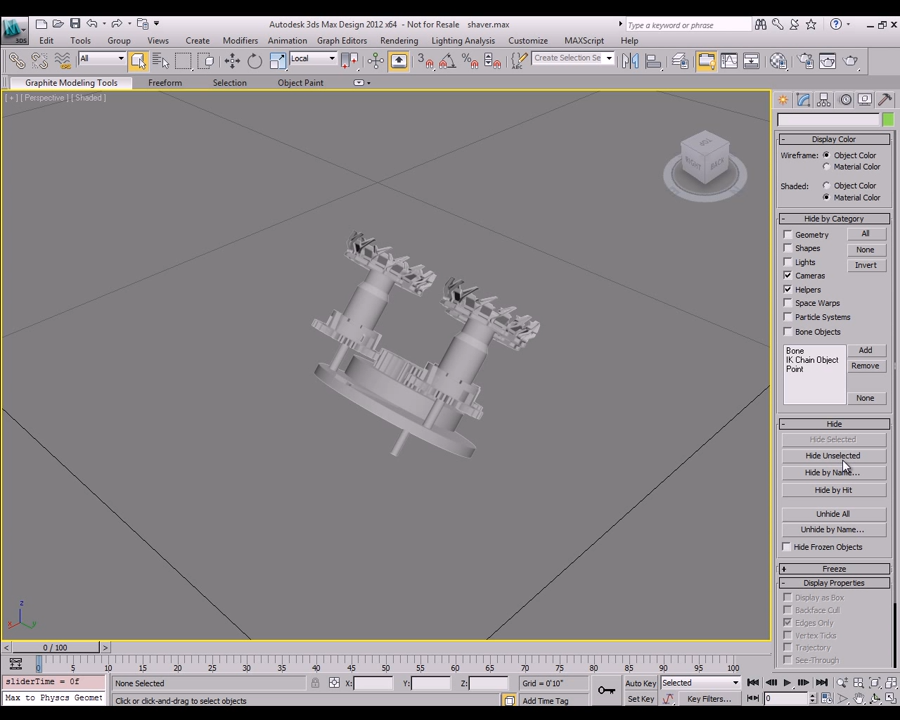 Autodesk 3ds Max Design 2012 x64 - Not for Resale shaver.max
Type a keyword or phrase
3DS
Edit Tools Group Views Create Modifiers Animation Graph Editors Rendering Lighting Analysis Customize MAXScript Help
All Local Create Selection Se
Graphite Modeling Tools Freeform Selection Object Paint
[ + ] [ Perspective ] [ Shaded ]
TOP
RIGHT BACK
Display Color
Wireframe: Object Color
Material Color
Shaded: Object Color
Material Color
Hide by Category
Geometry All
Shapes None
Lights Invert
Cameras
Helpers
Space Warps
Particle Systems
Bone Objects
Bone Add
IK Chain Object
Point Remove
None
Hide
Hide Selected
Hide Unselected
Hide by Name...
Hide by Hit
Unhide All
Unhide by Name...
Hide Frozen Objects
Freeze
Display Properties
Display as Box
Backface Cull
Edges Only
Vertex Ticks
Trajectory
See-Through
z
x y
< 0 / 100 >
0 5 10 15 20 25 30 35 40 45 50 55 60 65 70 75 80 85 90 95 100
sliderTime = 0f None Selected X: Y: Z: Grid = 0'10" Auto Key Selected
Max to Physcs Geomet Click or click-and-drag to select objects Add Time Tag Set Key Key Filters... 0